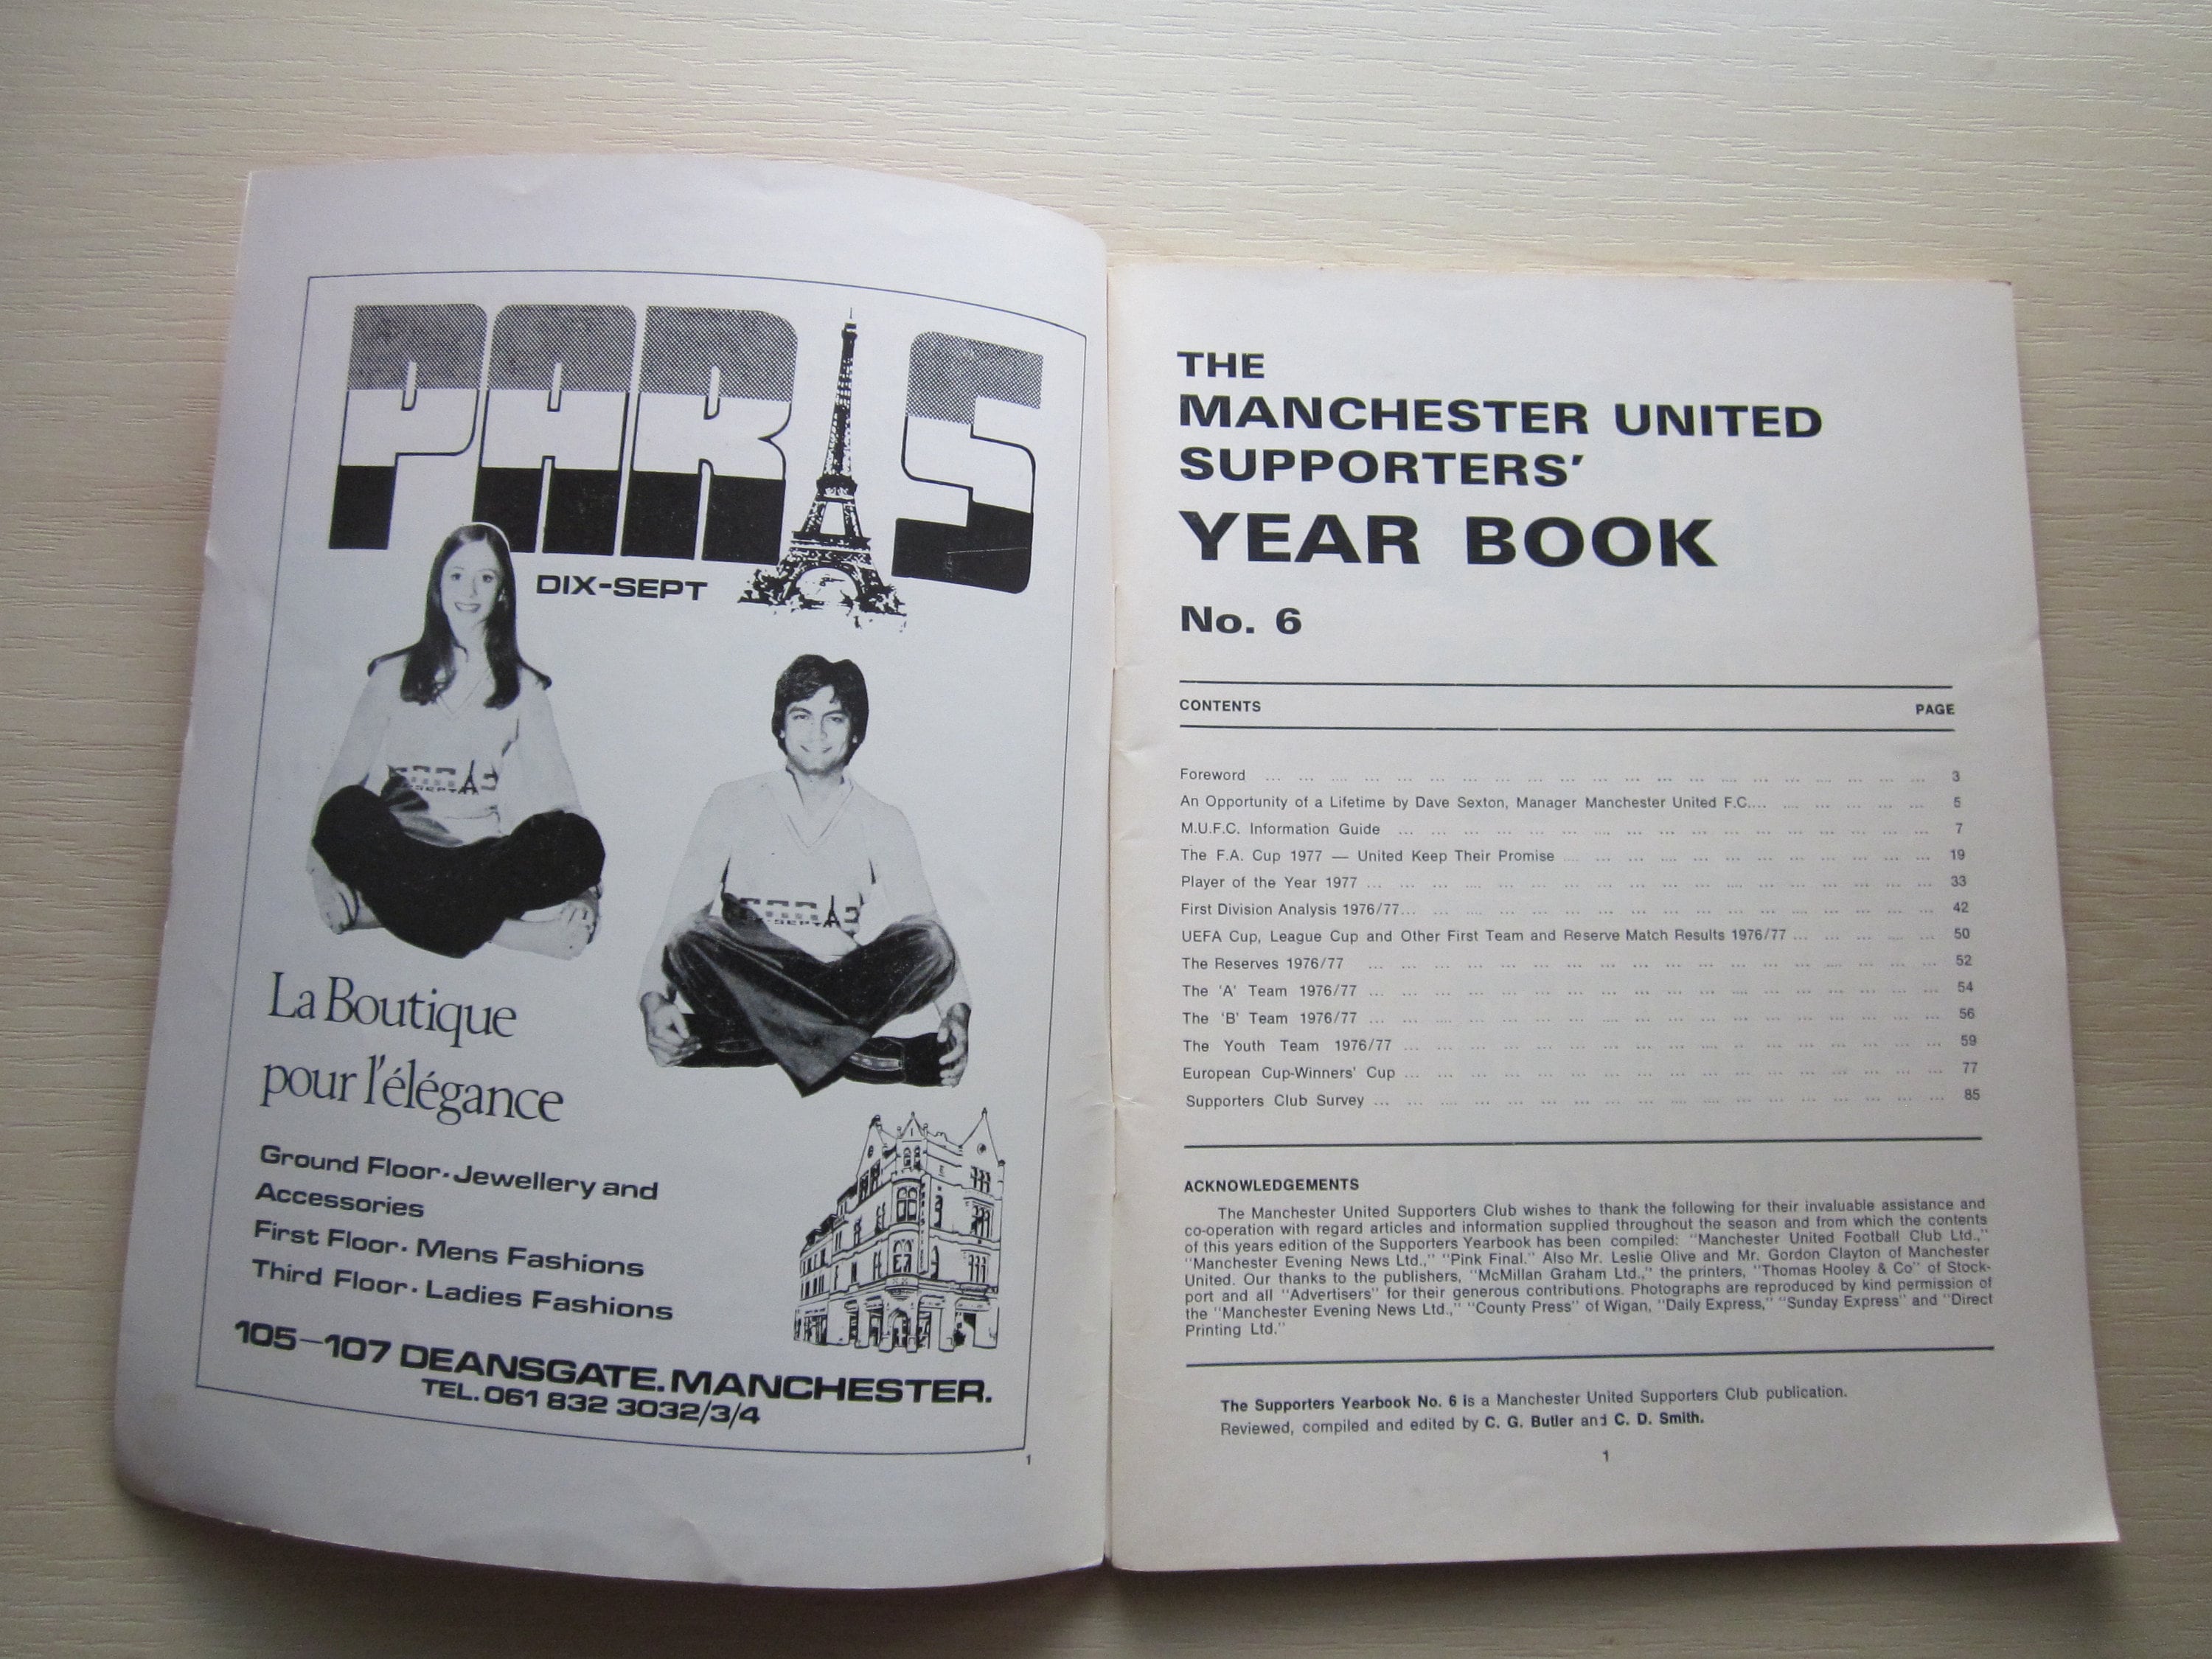 PARIS
DIX-SEPT
La Boutique
pour l'élégance
Ground Floor·Jewellery and
Accessories
First Floor· Mens Fashions
Third Floor· Ladies Fashions
105—107 DEANSGATE. MANCHESTER.
TEL. 061 832 3032/3/4
1
THE
MANCHESTER UNITED
SUPPORTERS'
YEAR BOOK
No. 6
CONTENTS PAGE
Foreword 3
An Opportunity of a Lifetime by Dave Sexton, Manager Manchester United F.C. 5
M.U.F.C. Information Guide 7
The F.A. Cup 1977 — United Keep Their Promise 19
Player of the Year 1977 33
First Division Analysis 1976/77 42
UEFA Cup, League Cup and Other First Team and Reserve Match Results 1976/77 50
The Reserves 1976/77 52
The 'A' Team 1976/77 54
The 'B' Team 1976/77 56
The Youth Team 1976/77 59
European Cup-Winners' Cup 77
Supporters Club Survey 85
ACKNOWLEDGEMENTS
The Manchester United Supporters Club wishes to thank the following for their invaluable assistance and
co-operation with regard articles and information supplied throughout the season and from which the contents
of this years edition of the Supporters Yearbook has been compiled: "Manchester United Football Club Ltd.,"
"Manchester Evening News Ltd.," "Pink Final." Also Mr. Leslie Olive and Mr. Gordon Clayton of Manchester
United. Our thanks to the publishers, "McMillan Graham Ltd.," the printers, "Thomas Hooley & Co" of Stock-
port and all "Advertisers" for their generous contributions. Photographs are reproduced by kind permission of
the "Manchester Evening News Ltd.," "County Press" of Wigan, "Daily Express," "Sunday Express" and "Direct
Printing Ltd."
The Supporters Yearbook No. 6 is a Manchester United Supporters Club publication.
Reviewed, compiled and edited by C. G. Butler and C. D. Smith.
1